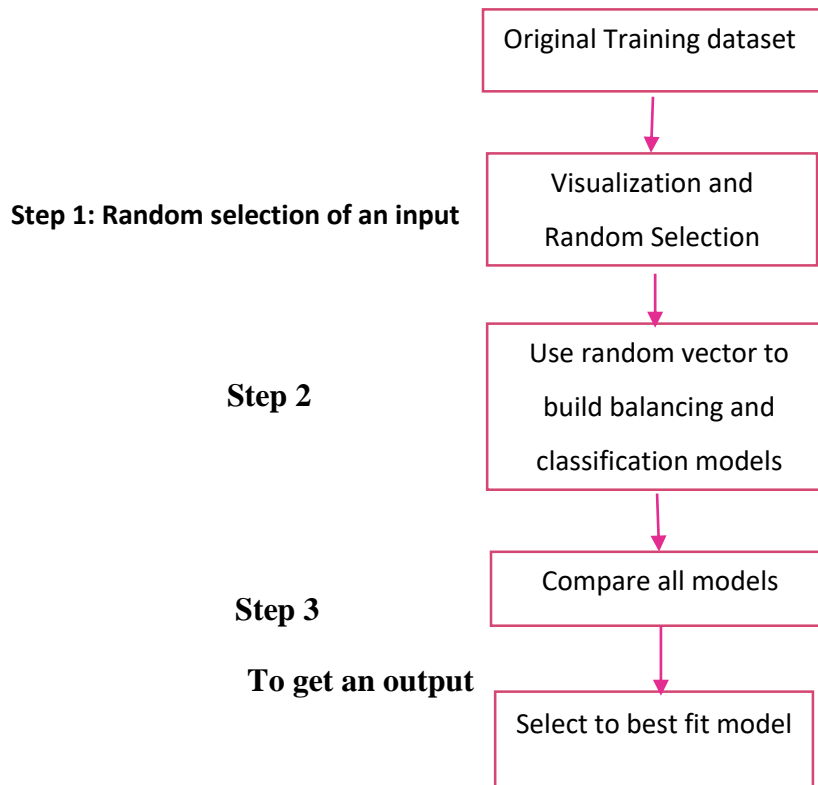 Original Training dataset
Visualization and
Step 1: Random selection of an input
Random Selection
Use random vector to
Step 2
build balancing and
classification models
Compare all models
Step 3
To get an output
Select to best fit model